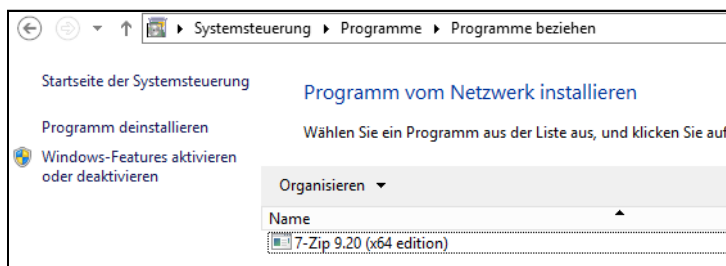 Systemsteuerung ▸ Programme ▸ Programme beziehen
Startseite der Systemsteuerung
Programm deinstallieren
Windows-Features aktivieren
oder deaktivieren
Programm vom Netzwerk installieren
Wählen Sie ein Programm aus der Liste aus, und klicken Sie auf
Organisieren
Name
7-Zip 9.20 (x64 edition)